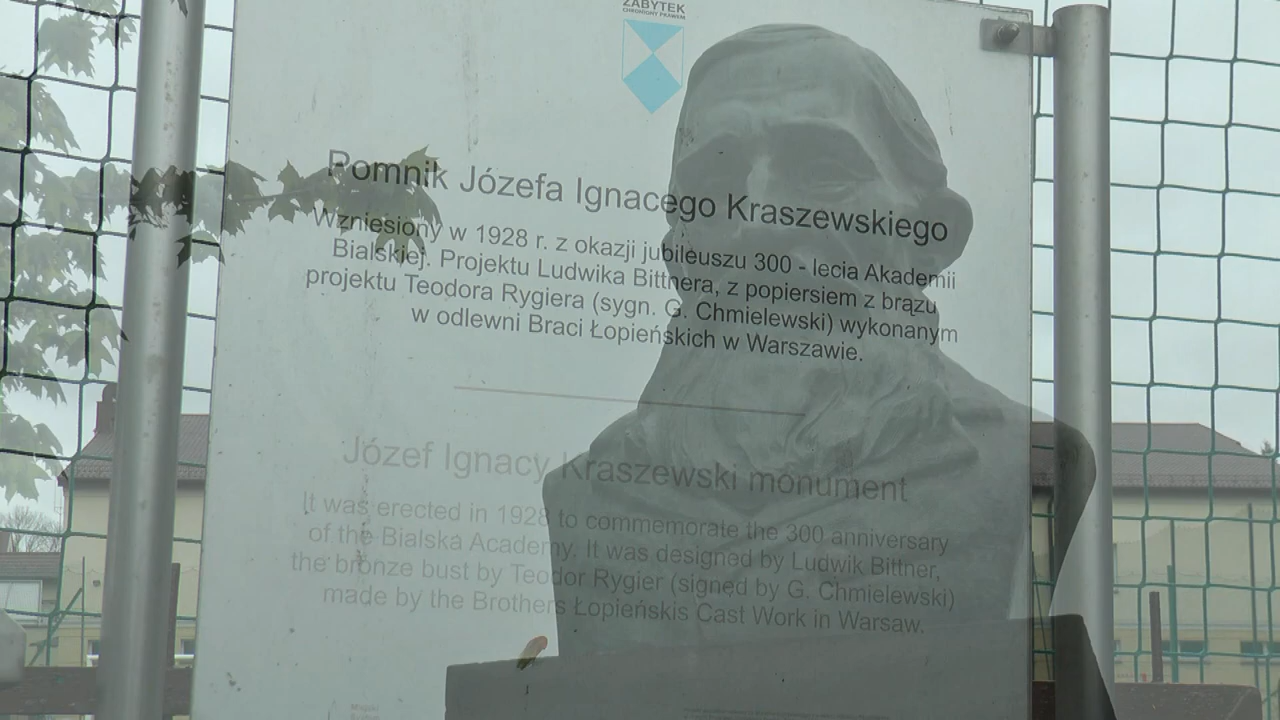 ZABYTEK
CHRONIONY PRAWEM
Pomnik Józefa Ignacego Kraszewskiego
Wzniesiony w 1928 r. z okazji jubileuszu 300 - lecia Akademii
Bialskiej. Projektu Ludwika Bittnera, z popiersiem z brązu
projektu Teodora Rygiera (sygn. G. Chmielewski) wykonanym
w odlewni Braci Łopieńskich w Warszawie.
Józef Ignacy Kraszewski monument
It was erected in 1928 to commemorate the 300 anniversary
of the Bialska Academy. It was designed by Ludwik Bittner,
the bronze bust by Teodor Rygier (signed by G. Chmielewski)
made by the Brothers Łopieńskis Cast Work in Warsaw.